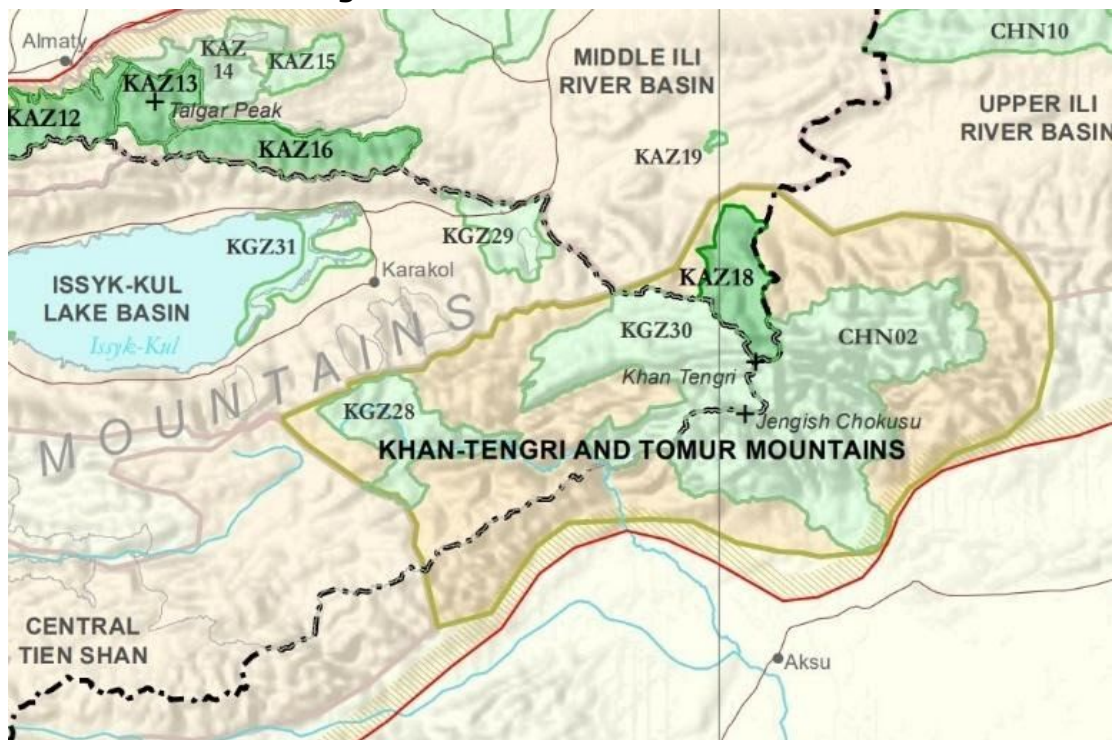 Almaty
KAZ
14
KAZ15
KAZ13
Talgar Peak
KAZ12
KAZ16
MIDDLE ILI
RIVER BASIN
CHN10
UPPER ILI
RIVER BASIN
KAZ19
KGZ31
KGZ29
Karakol
ISSYK-KUL
LAKE BASIN
Issyk-Kul
KAZ18
KGZ30
CHN02
Khan Tengri
Jengish Chokusu
MOUNTAINS
KGZ28
KHAN-TENGRI AND TOMUR MOUNTAINS
CENTRAL
TIEN SHAN
Aksu